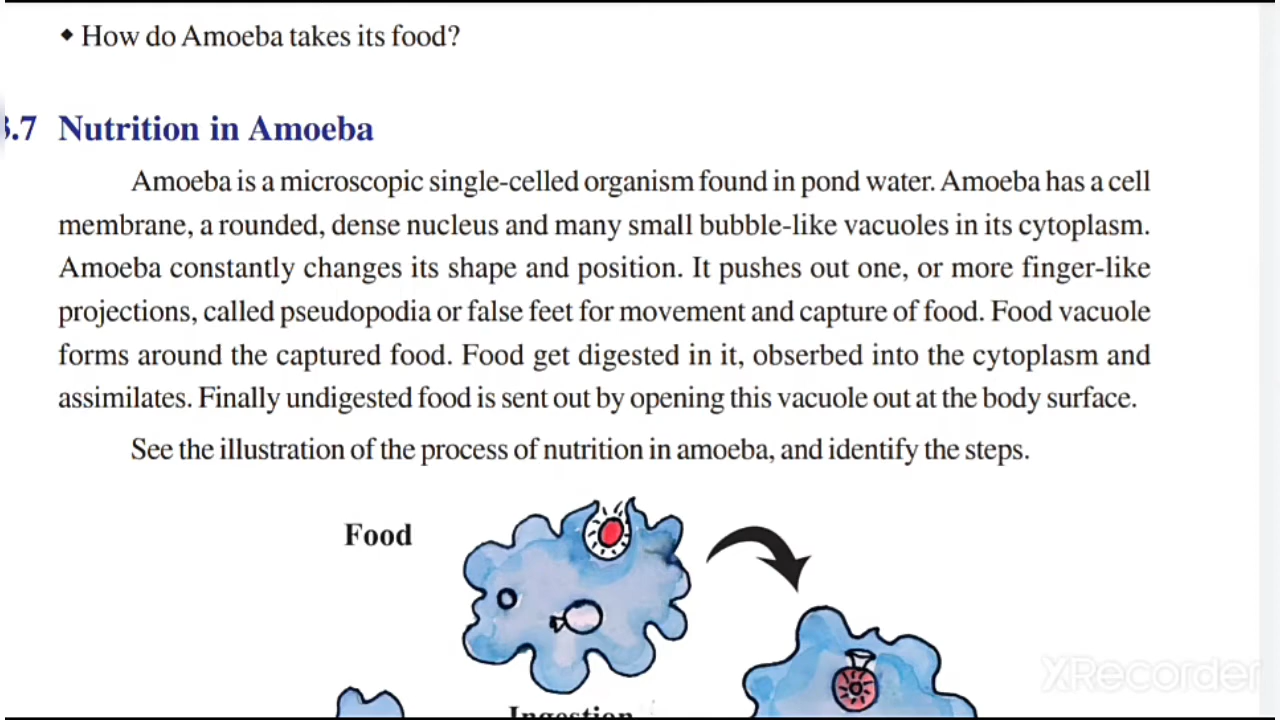 ◆ How do Amoeba takes its food?
3.7 Nutrition in Amoeba
Amoeba is a microscopic single-celled organism found in pond water. Amoeba has a cell
membrane, a rounded, dense nucleus and many small bubble-like vacuoles in its cytoplasm.
Amoeba constantly changes its shape and position. It pushes out one, or more finger-like
projections, called pseudopodia or false feet for movement and capture of food. Food vacuole
forms around the captured food. Food get digested in it, obserbed into the cytoplasm and
assimilates. Finally undigested food is sent out by opening this vacuole out at the body surface.
See the illustration of the process of nutrition in amoeba, and identify the steps.
Food
Ingestion
XRecorder